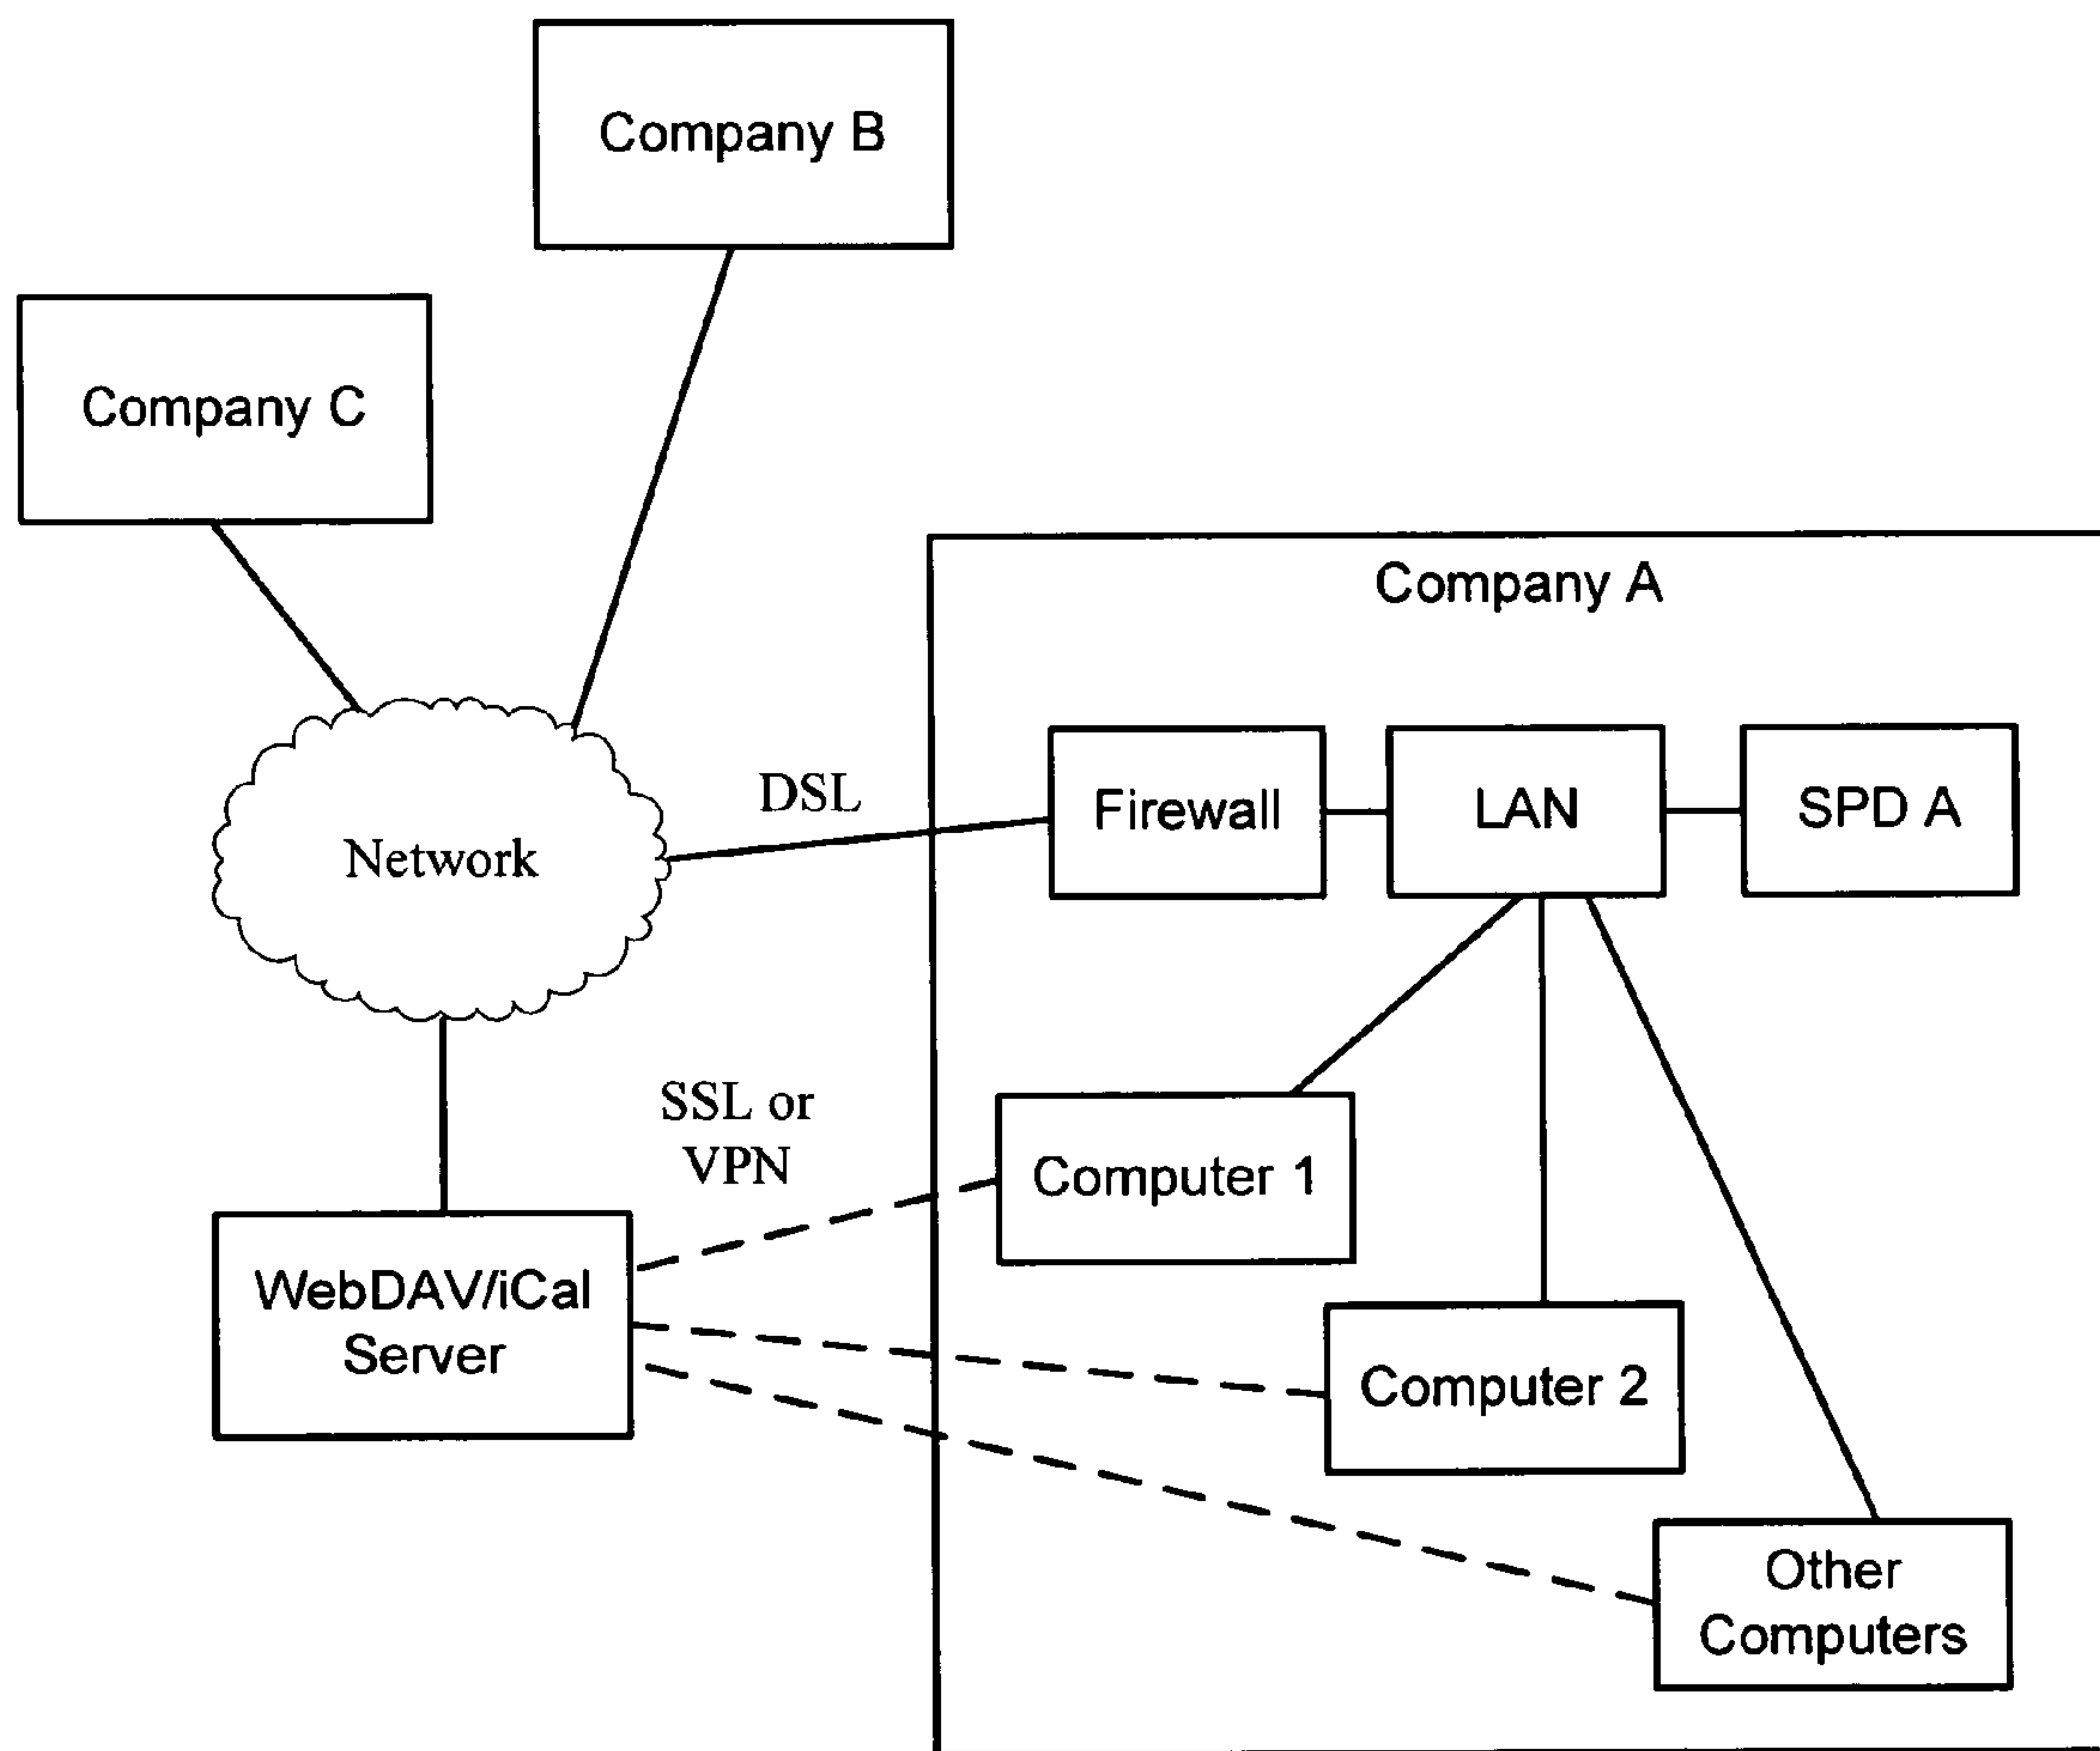 Company B
Company C
Company A
DSL
Firewall
LAN
SPD A
Network
SSL or
VPN
Computer 1
WebDAV/iCal
Server
Computer 2
Other
Computers